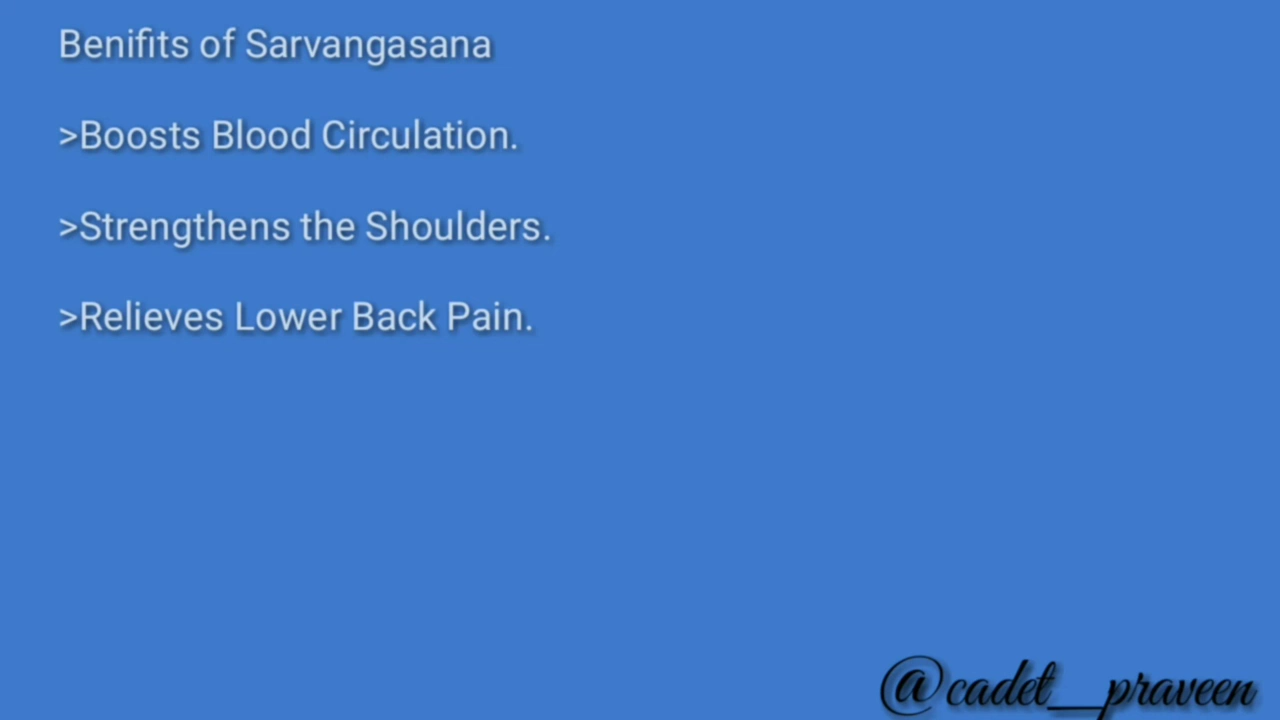 Benifits of Sarvangasana
>Boosts Blood Circulation.
>Strengthens the Shoulders.
>Relieves Lower Back Pain.
@cadet__praveen